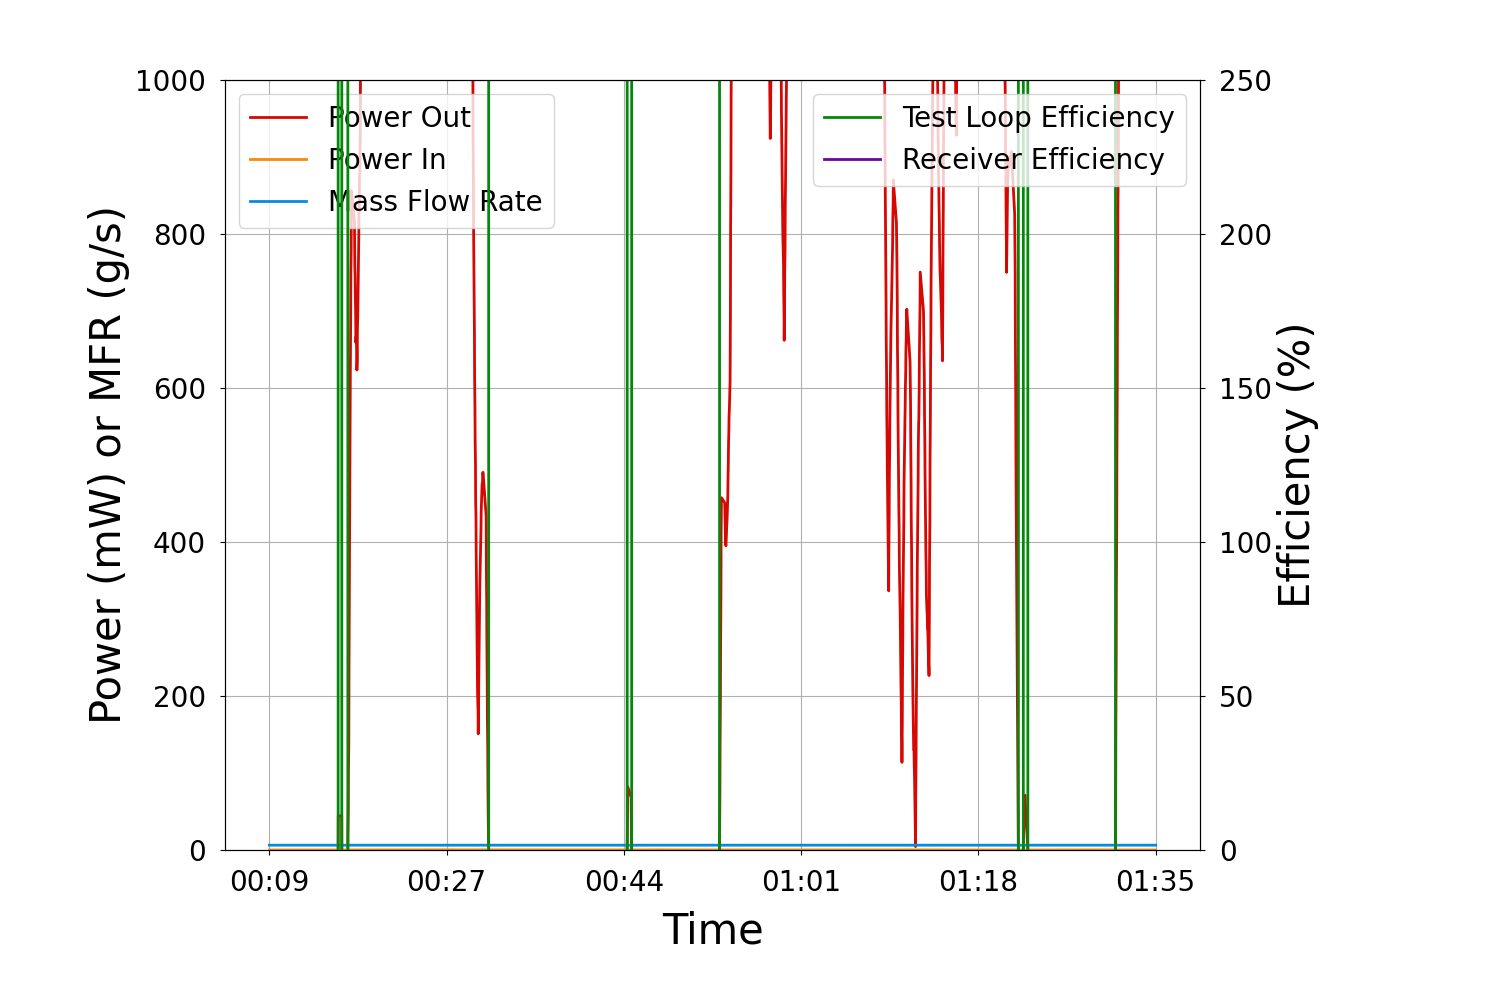 Power Out
Power In
Mass Flow Rate
Test Loop Efficiency
Receiver Efficiency
1000
800
600
400
200
0
250
200
150
100
50
0
Power (mW) or MFR (g/s)
Efficiency (%)
00:09 00:27 00:44 01:01 01:18 01:35
Time